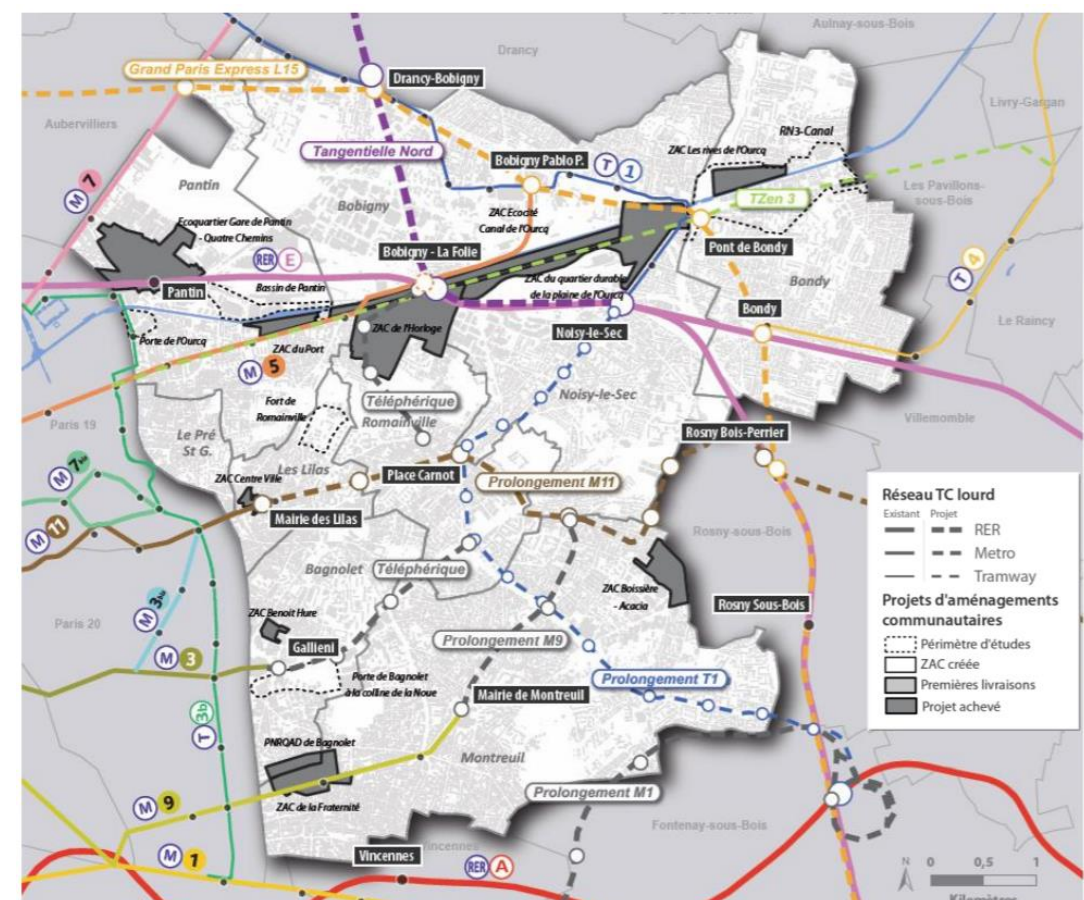 Drancy
Aulnay-sous-Bois
Grand Paris Express L15
Drancy-Bobigny
Livry-Gargan
Aubervilliers
RN3-Canal
Tangentielle Nord
Bobigny Pablo P.
T 1
ZAC Les rives de l'Ourcq
M 7
Pantin
Bobigny
TZen 3
Les Pavillons-
sous-Bois
Ecoquartier Gare de Pantin
- Quatre Chemins
ZAC Ecocité
Canal de l'Ourcq
Pont de Bondy
RER E
Bobigny - La Folie
T 4
Pantin
Bassin de Pantin
ZAC du quartier durable
de la plaine de l'Ourcq
Bondy
Bondy
Le Raincy
Porte de l'Ourcq
ZAC du Port
ZAC de l'Horloge
Noisy-le-Sec
M 5
Téléphérique
Noisy-le-Sec
Fort de
Romainville
Romainville
Villemomble
Paris 19
Le Pré
St G.
Rosny Bois-Perrier
M 7bis
Les Lilas
ZAC Centre Ville
Place Carnot
Prolongement M11
Réseau TC lourd
Existant Projet
RER
Metro
Tramway
Mairie des Lilas
M 11
Rosny-sous-Bois
Bagnolet
Téléphérique
ZAC Boissière
- Acacia
M 3bis
Paris 20
ZAC Benoit Hure
Rosny Sous-Bois
Projets d'aménagements
communautaires
Périmètre d'études
ZAC créée
Premières livraisons
Projet achevé
Gallieni
Prolongement M9
M 3
Porte de Bagnolet
à la colline de la Noue
Mairie de Montreuil
Prolongement T1
T 3b
PNRQAD de Bagnolet
Montreuil
M 9
ZAC de la Fraternité
Prolongement M1
Fontenay-sous-Bois
M 1
Vincennes
Vincennes
RER A
N
0 0,5 1
Kilomètres